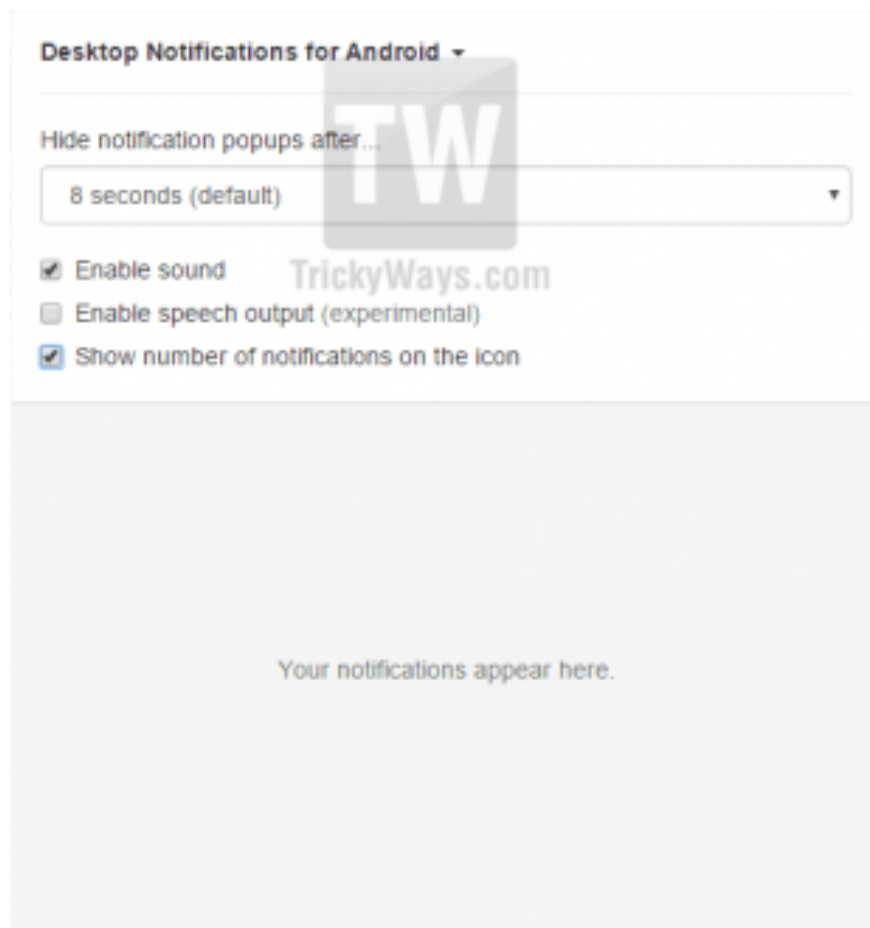 Desktop Notifications for Android
TW
Hide notification popups after...
8 seconds (default)
Enable sound
TrickyWays.com
Enable speech output (experimental)
Show number of notifications on the icon
Your notifications appear here.